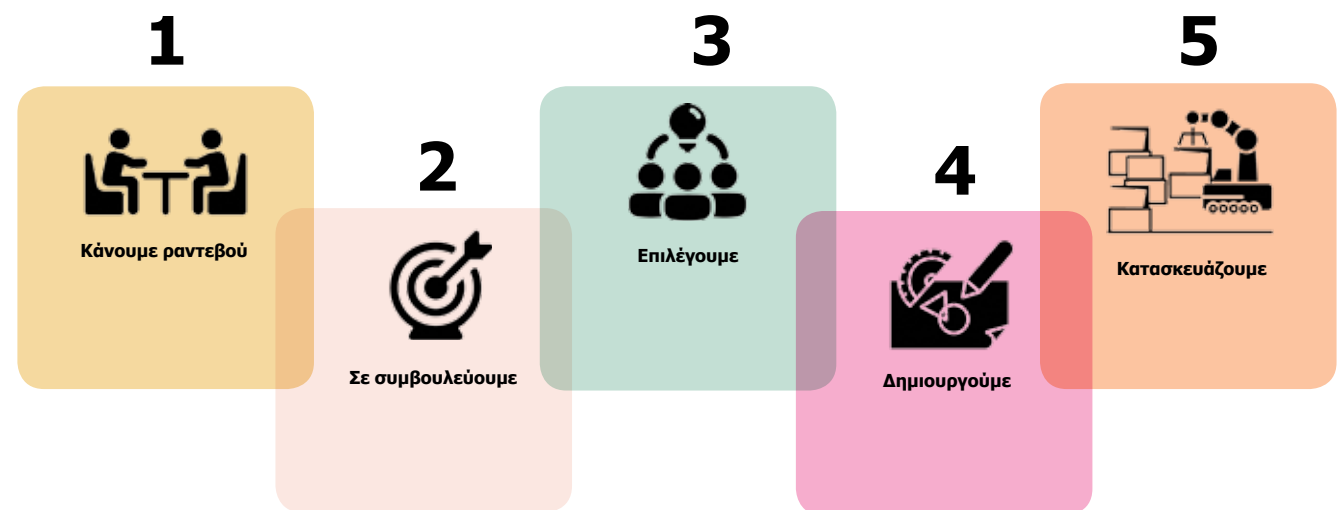 1
Κάνουμε ραντεβού
2
Σε συμβουλεύουμε
3
Επιλέγουμε
4
Δημιουργούμε
5
Κατασκευάζουμε